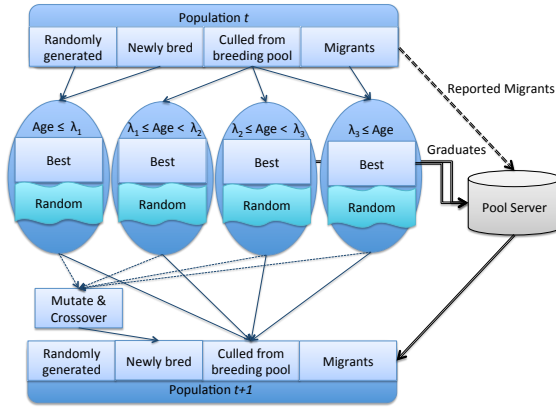 Population t
Randomly generated
Newly bred
Culled from breeding pool
Migrants
Reported Migrants
Age ≤ λ1
λ1 ≤ Age < λ2
λ2 ≤ Age < λ3
λ3 ≤ Age
Graduates
Best
Best
Best
Best
Random
Random
Random
Random
Pool Server
Mutate & Crossover
Randomly generated
Newly bred
Culled from breeding pool
Migrants
Population t+1